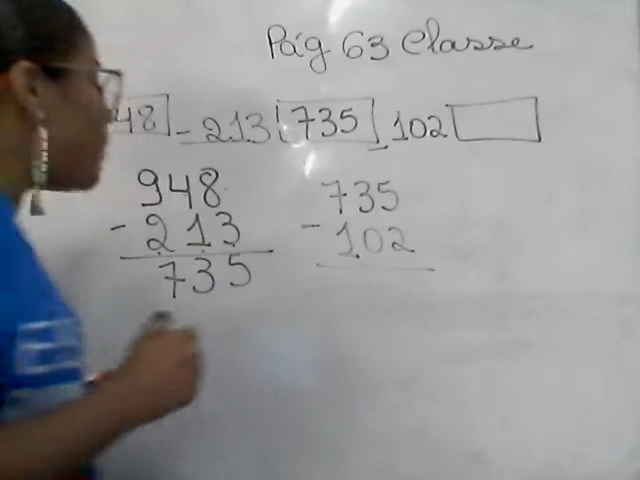 Pág 63 Classe
48 - 213 735 - 102
948 735
- 213 - 102
735